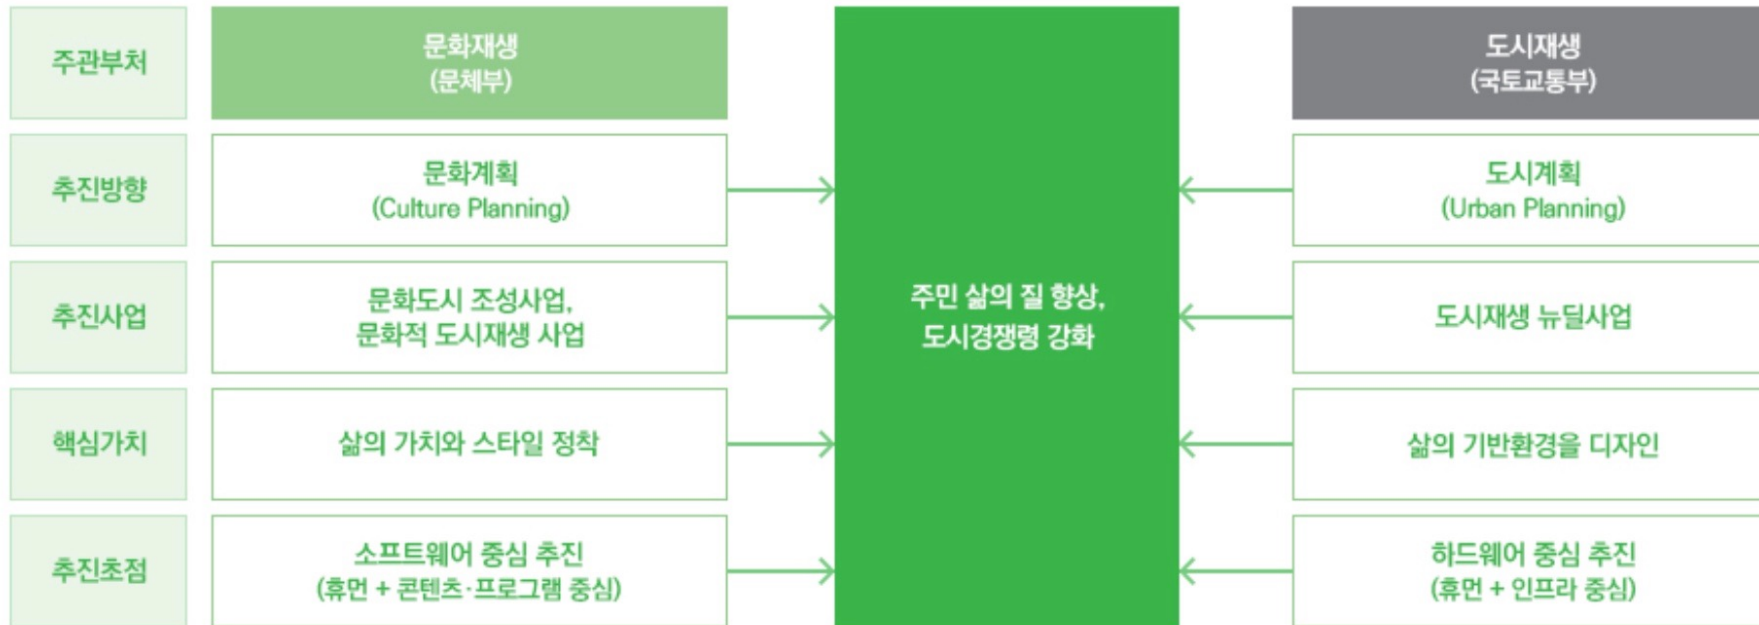 주관부처
문화재생
(문체부)
도시재생
(국토교통부)
추진방향
문화계획
(Culture Planning)
도시계획
(Urban Planning)
추진사업
문화도시 조성사업,
문화적 도시재생 사업
주민 삶의 질 향상,
도시경쟁령 강화
도시재생 뉴딜사업
핵심가치
삶의 가치와 스타일 정착
삶의 기반환경을 디자인
추진초점
소프트웨어 중심 추진
(휴먼 + 콘텐츠·프로그램 중심)
하드웨어 중심 추진
(휴먼 + 인프라 중심)